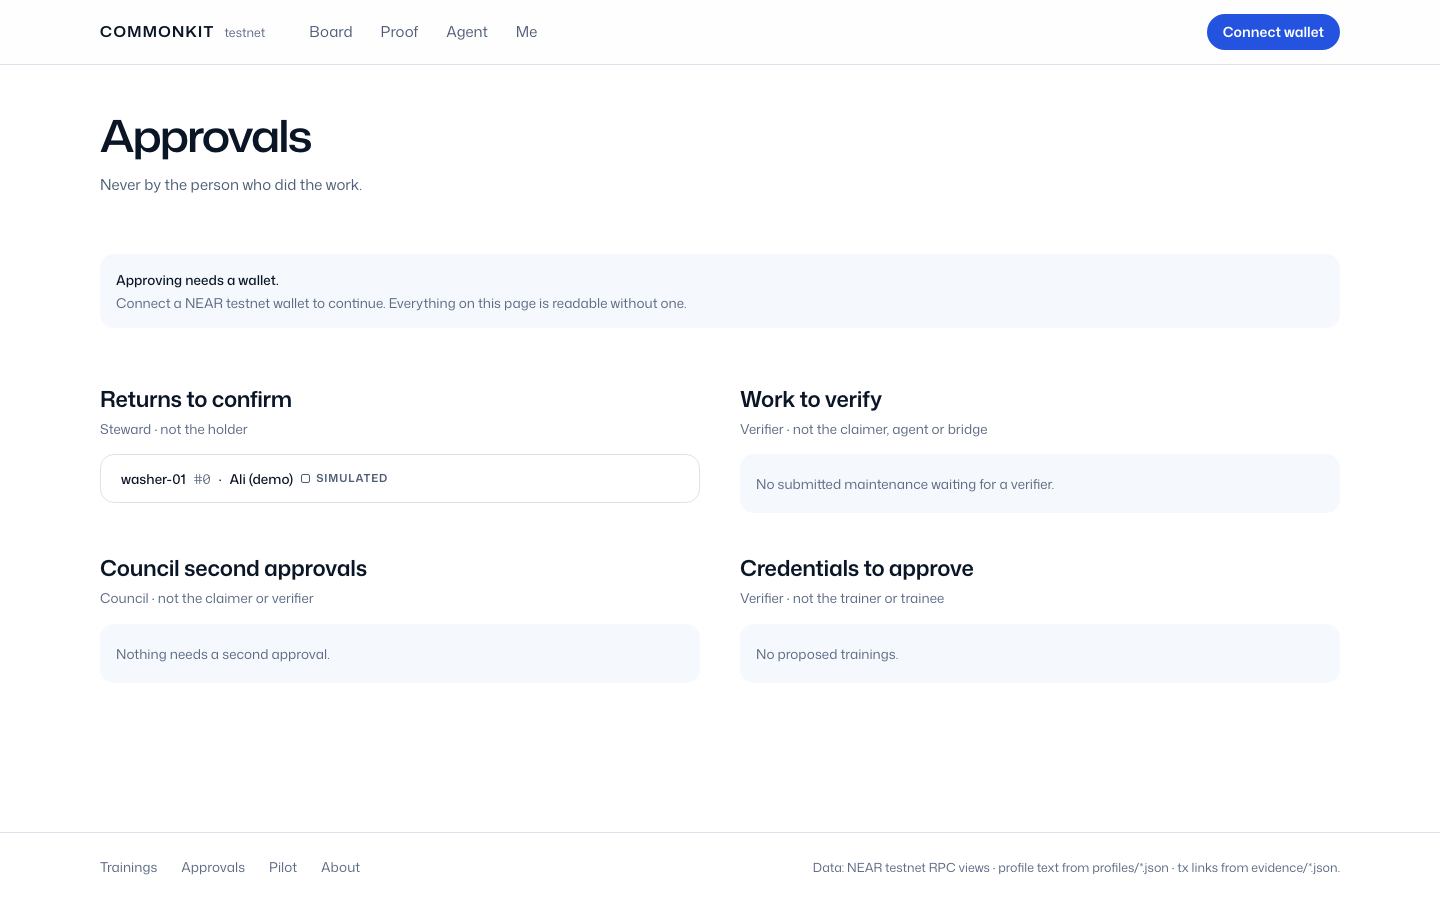 COMMONKIT testnet Board Proof Agent Me Connect wallet
Approvals
Never by the person who did the work.
Approving needs a wallet.
Connect a NEAR testnet wallet to continue. Everything on this page is readable without one.
Returns to confirm
Steward · not the holder
washer-01 #0 · Ali (demo) SIMULATED
Work to verify
Verifier · not the claimer, agent or bridge
No submitted maintenance waiting for a verifier.
Council second approvals
Council · not the claimer or verifier
Nothing needs a second approval.
Credentials to approve
Verifier · not the trainer or trainee
No proposed trainings.
Trainings Approvals Pilot About
Data: NEAR testnet RPC views · profile text from profiles/*.json · tx links from evidence/*.json.